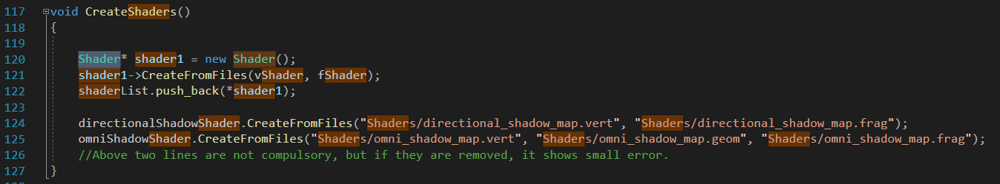 117 void CreateShaders()
118 {
119
120 Shader* shader1 = new Shader();
121 shader1->CreateFromFiles(vShader, fShader);
122 shaderList.push_back(*shader1);
123
124 directionalShadowShader.CreateFromFiles("Shaders/directional_shadow_map.vert", "Shaders/directional_shadow_map.frag");
125 omniShadowShader.CreateFromFiles("Shaders/omni_shadow_map.vert", "Shaders/omni_shadow_map.geom", "Shaders/omni_shadow_map.frag");
126 //Above two lines are not compulsory, but if they are removed, it shows small error.
127 }